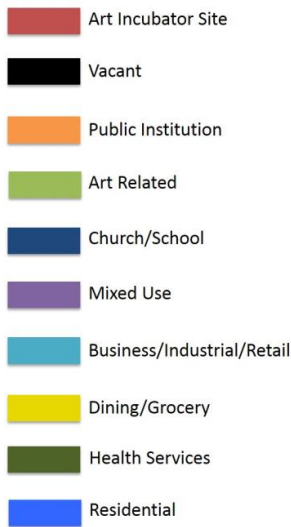 Art Incubator Site
Vacant
Public Institution
Art Related
Church/School
Mixed Use
Business/Industrial/Retail
Dining/Grocery
Health Services
Residential